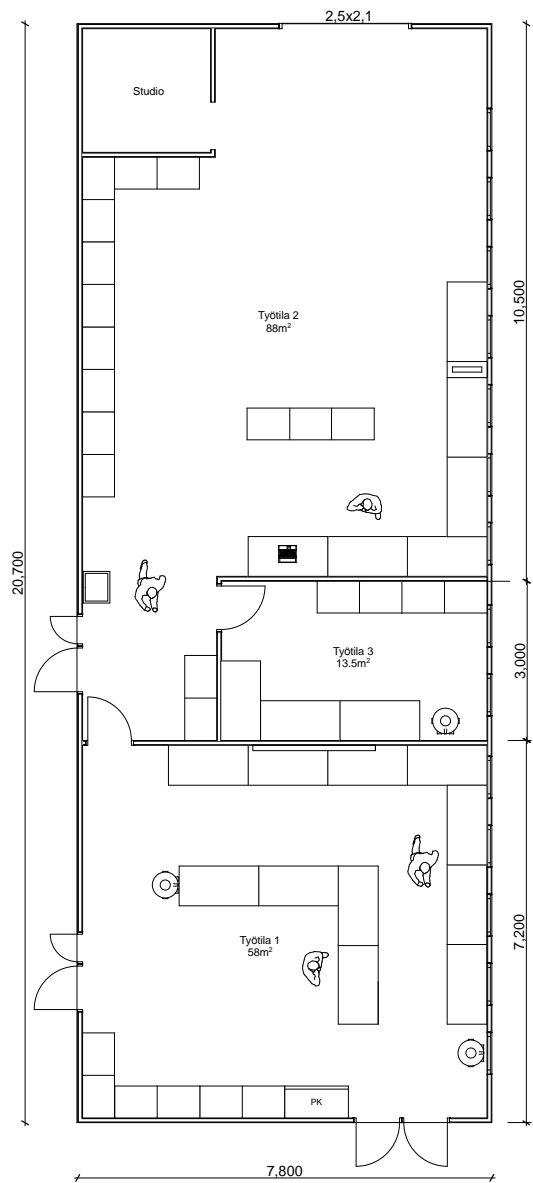 2,5x2,1
Studio
Työtila 2
88m²
10,500
20,700
Työtila 3
13.5m²
3,000
Työtila 1
58m²
7,200
PK
7,800